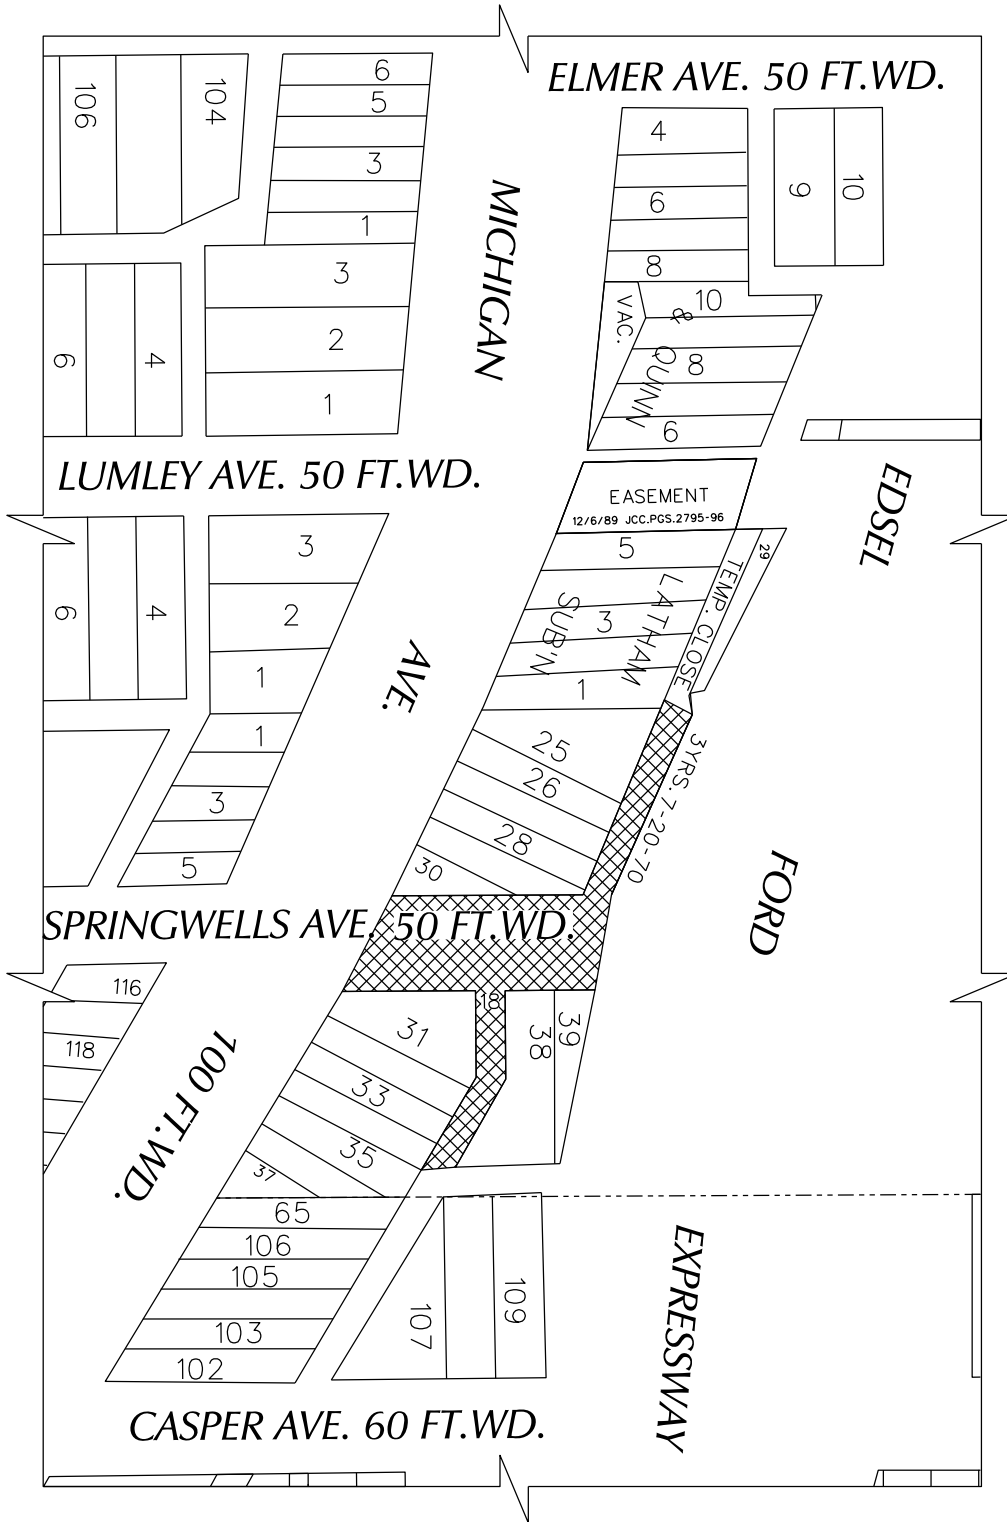 ELMER AVE. 50 FT.WD.
106
104
6
5
3
1
3
2
1
6
4
MICHIGAN
4
6
8
9
10
10
VAC.
& QUINN
8
6
LUMLEY AVE. 50 FT.WD.
EASEMENT
12/6/89 JCC.PGS.2795-96
EDSEL
3
2
1
1
3
5
6
4
AVE.
5
3
1
LATHAM
SUB'N
29
TEMP. CLOSE
3YRS. 7-20-70
25
26
28
30
FORD
SPRINGWELLS AVE. 50 FT.WD.
116
118
18
31
33
35
37
38
39
100 FT.WD.
65
106
105
103
102
107
109
EXPRESSWAY
CASPER AVE. 60 FT.WD.